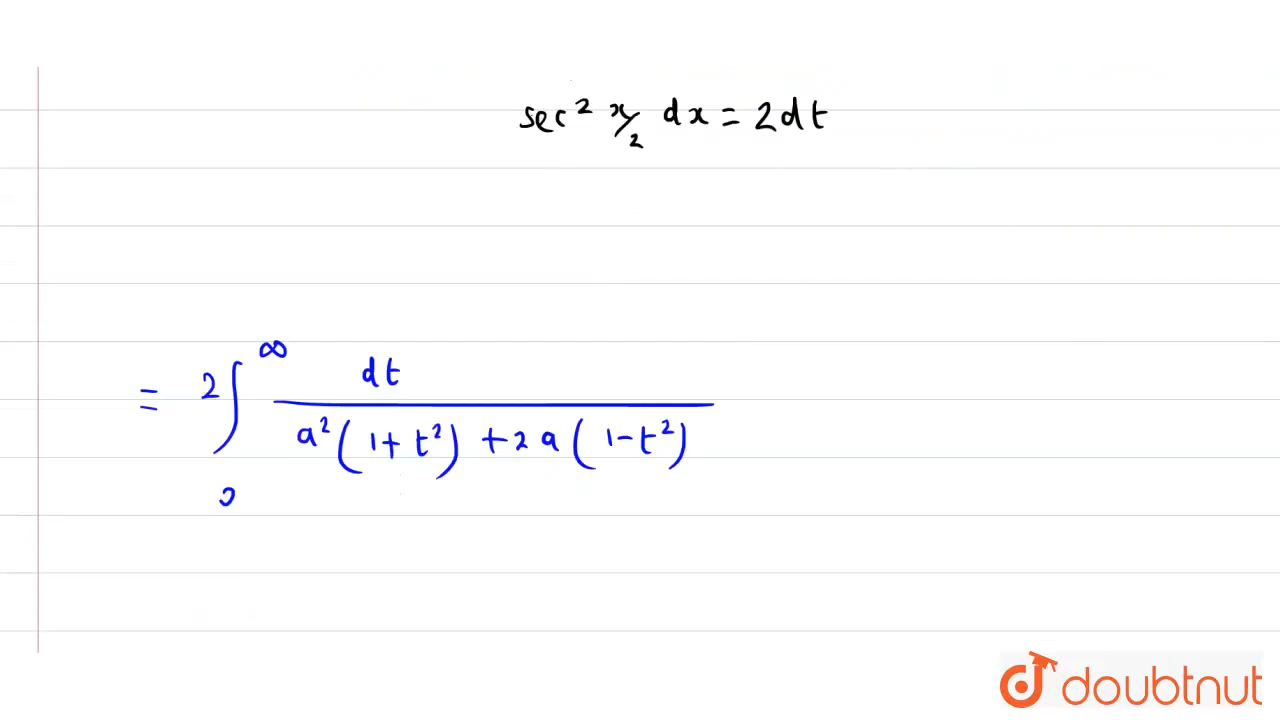 sec² x/2 dx = 2dt
∞
= 2∫ dt
a²(1+t²) +2a(1-t²)
0
doubtnut